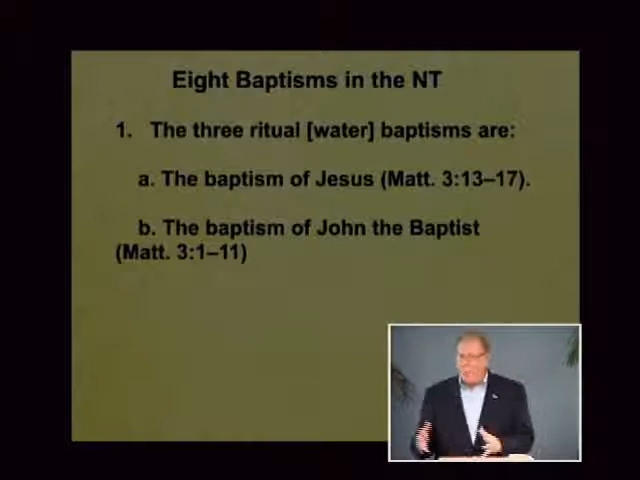 Eight Baptisms in the NT
1. The three ritual [water] baptisms are:
a. The baptism of Jesus (Matt. 3:13–17).
b. The baptism of John the Baptist
(Matt. 3:1–11)